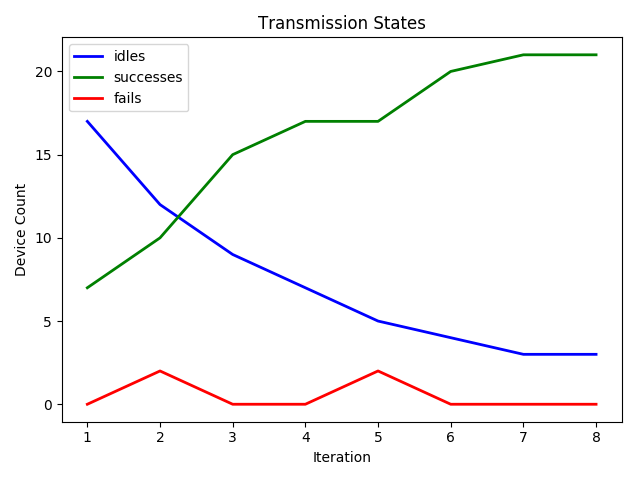 Transmission States
idles
successes
fails
20
15
10
5
0
Device Count
1 2 3 4 5 6 7 8
Iteration